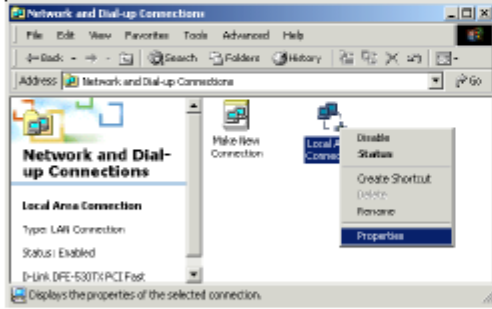 Network and Dial-up Connections
File Edit View Favorites Tools Advanced Help
Back Search Folders History
Address Network and Dial-up Connections Go
Network and Dial-
up Connections
Local Area Connection
Type: LAN Connection
Status: Enabled
D-Link DFE-530TX PCI Fast
Make New
Connection
Local A
Connec
Disable
Status
Create Shortcut
Delete
Rename
Properties
Displays the properties of the selected connection.